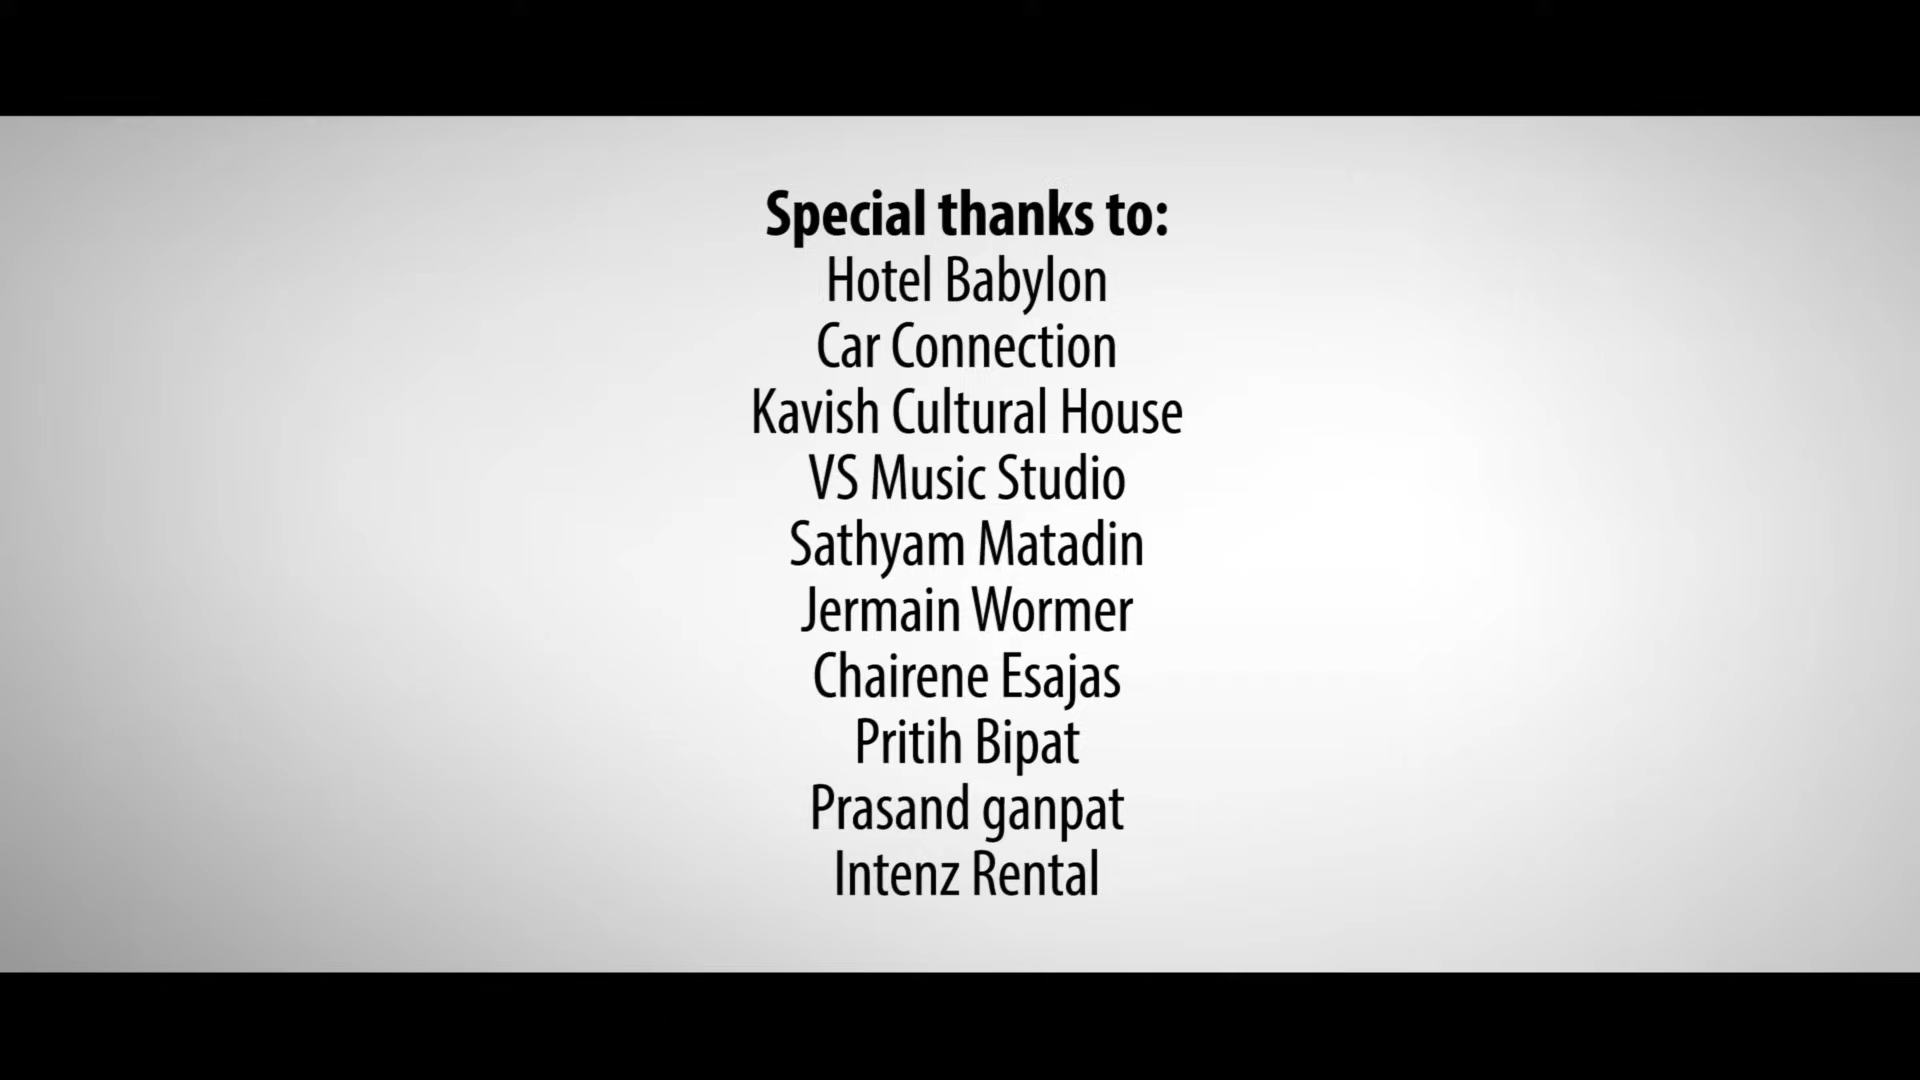 Special thanks to:
Hotel Babylon
Car Connection
Kavish Cultural House
VS Music Studio
Sathyam Matadin
Jermain Wormer
Chairene Esajas
Pritih Bipat
Prasand ganpat
Intenz Rental